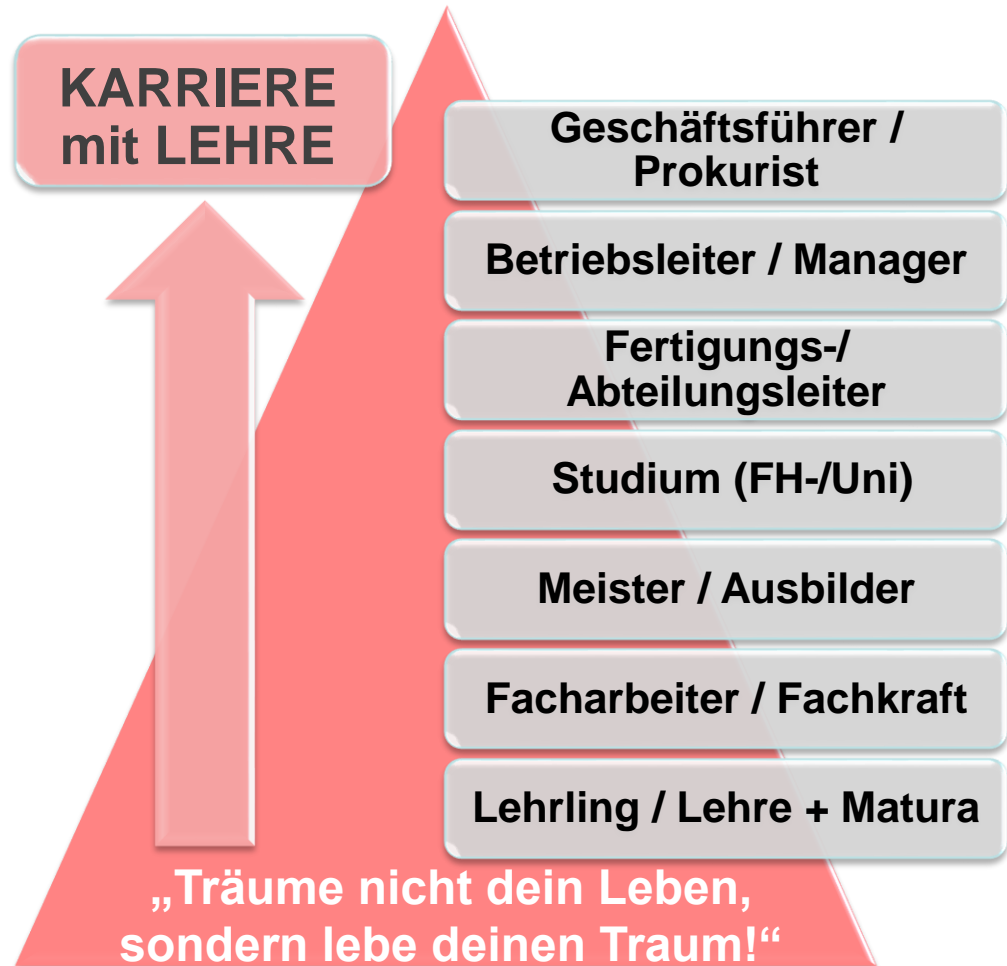 KARRIERE
mit LEHRE
Geschäftsführer /
Prokurist
Betriebsleiter / Manager
Fertigungs-/
Abteilungsleiter
Studium (FH-/Uni)
Meister / Ausbilder
Facharbeiter / Fachkraft
Lehrling / Lehre + Matura
„Träume nicht dein Leben,
sondern lebe deinen Traum!“